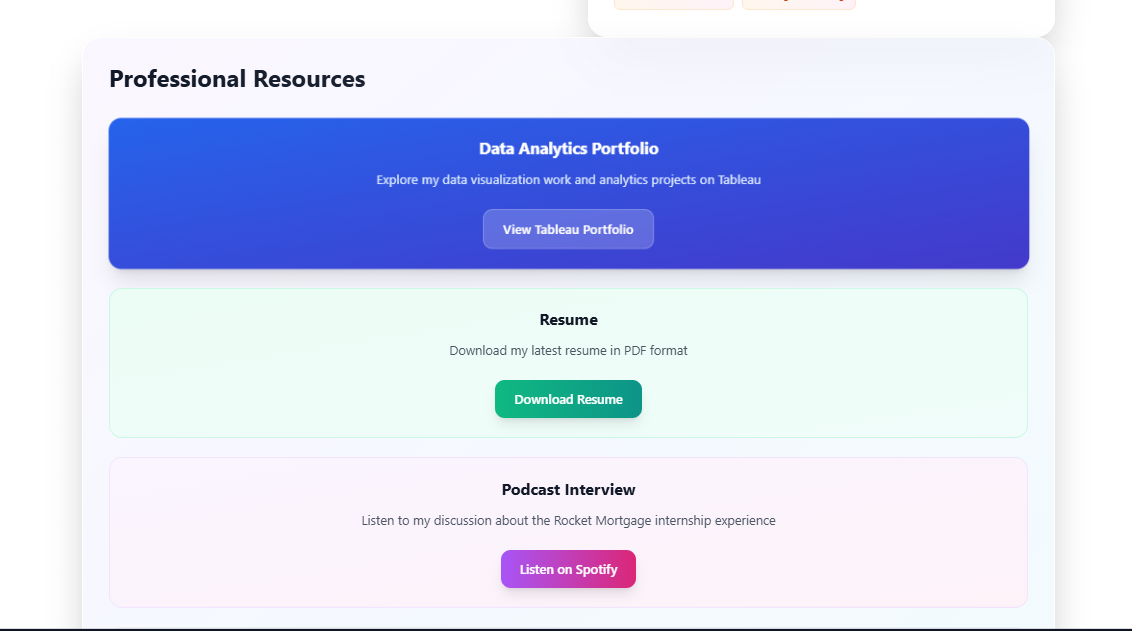 Professional Resources
Data Analytics Portfolio
Explore my data visualization work and analytics projects on Tableau
View Tableau Portfolio
Resume
Download my latest resume in PDF format
Download Resume
Podcast Interview
Listen to my discussion about the Rocket Mortgage internship experience
Listen on Spotify